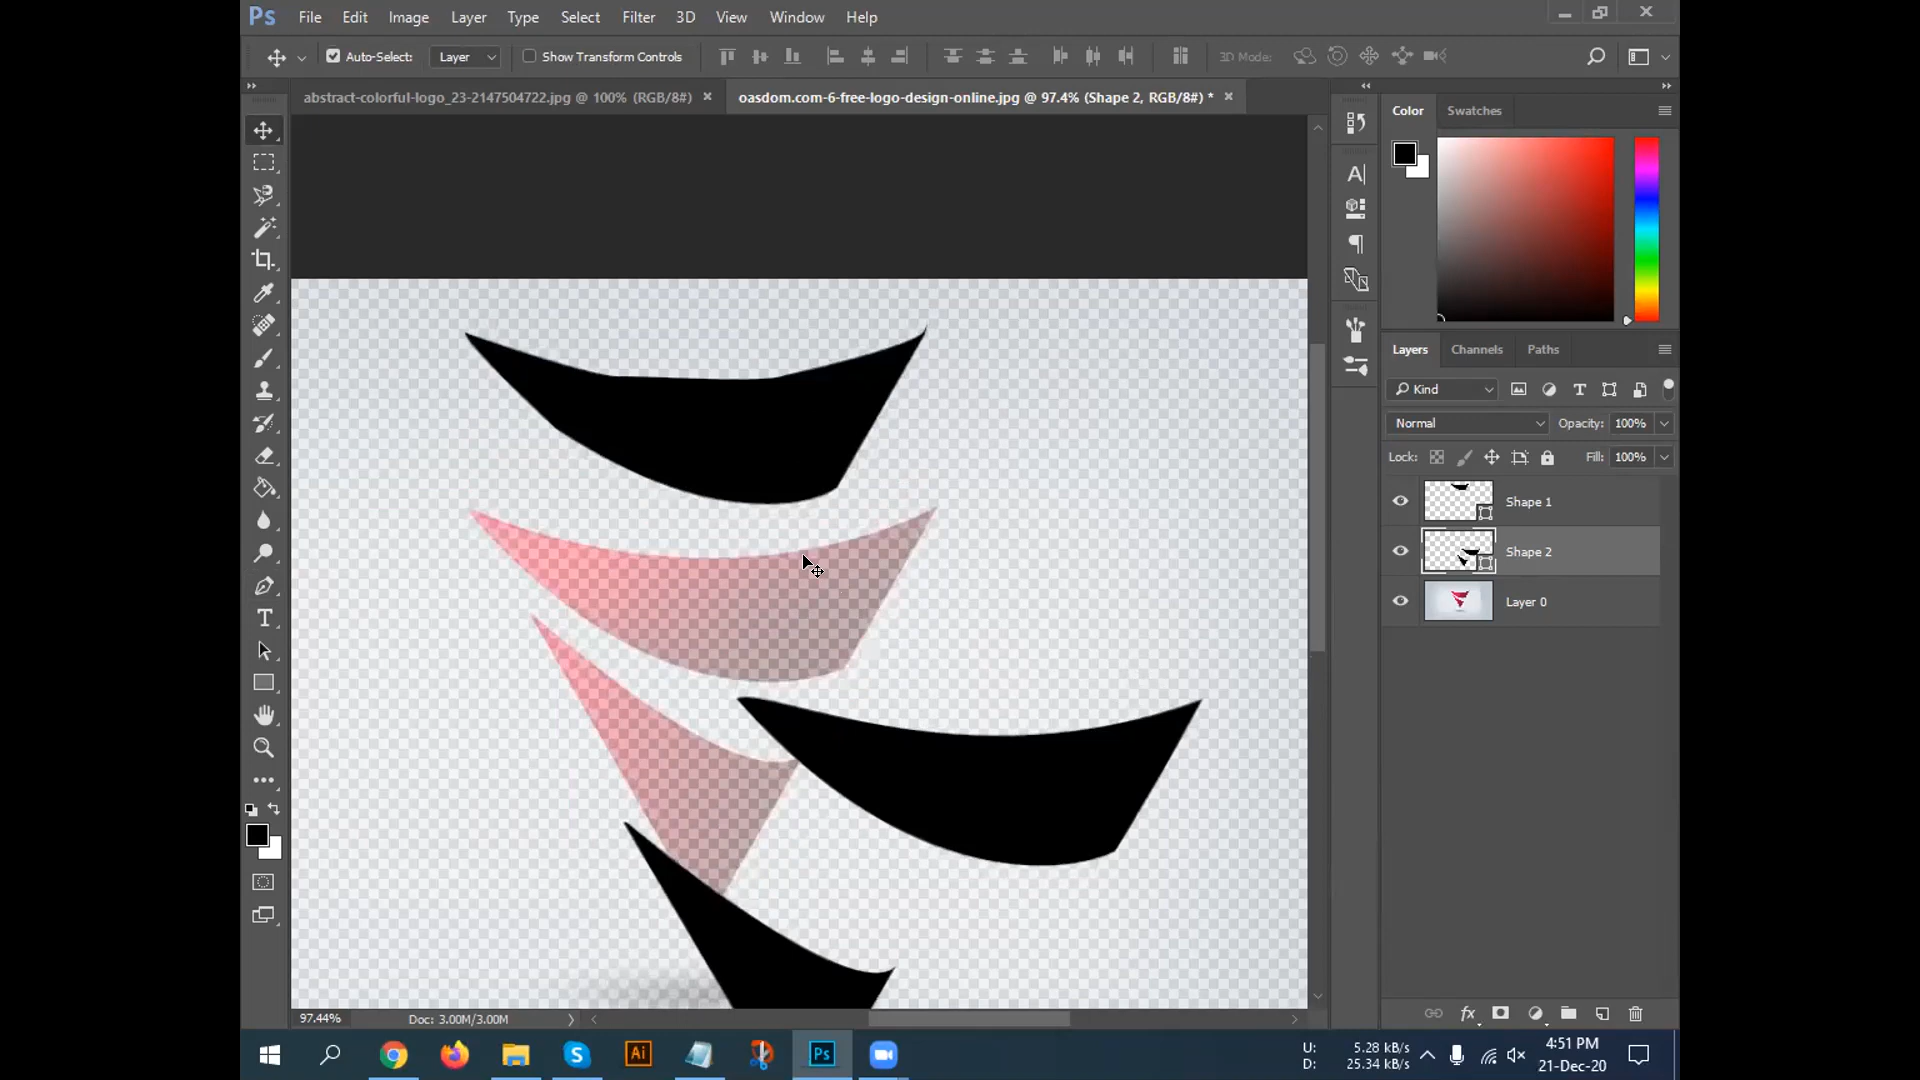 Ps File Edit Image Layer Type Select Filter 3D View Window Help
Auto-Select: Layer Show Transform Controls 3D Mode:
abstract-colorful-logo_23-2147504722.jpg @ 100% (RGB/8#) × oasdom.com-6-free-logo-design-online.jpg @ 97.4% (Shape 2, RGB/8#) * ×
Color Swatches
Layers Channels Paths
Kind
Normal Opacity: 100%
Lock: Fill: 100%
Shape 1
Shape 2
Layer 0
97.44% Doc: 3.00M/3.00M
Ai Ps
U: 5.28 kB/s
D: 25.34 kB/s
4:51 PM
21-Dec-20